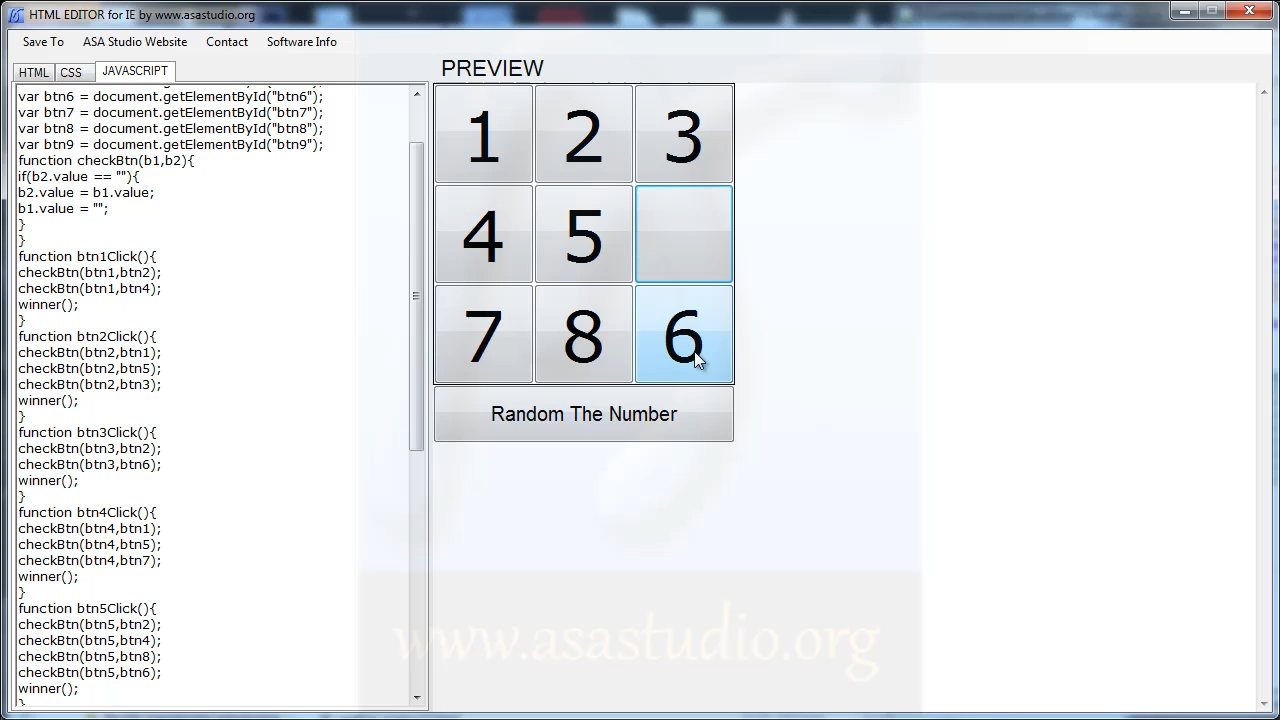 HTML EDITOR for IE by www.asastudio.org
Save To ASA Studio Website Contact Software Info
HTML CSS JAVASCRIPT
PREVIEW
var btn6 = document.getElementById("btn6");
var btn7 = document.getElementById("btn7");
var btn8 = document.getElementById("btn8");
var btn9 = document.getElementById("btn9");
function checkBtn(b1,b2){
if(b2.value == ""){
b2.value = b1.value;
b1.value = "";
}
}
function btn1Click(){
checkBtn(btn1,btn2);
checkBtn(btn1,btn4);
winner();
}
function btn2Click(){
checkBtn(btn2,btn1);
checkBtn(btn2,btn5);
checkBtn(btn2,btn3);
winner();
}
function btn3Click(){
checkBtn(btn3,btn2);
checkBtn(btn3,btn6);
winner();
}
function btn4Click(){
checkBtn(btn4,btn1);
checkBtn(btn4,btn5);
checkBtn(btn4,btn7);
winner();
}
function btn5Click(){
checkBtn(btn5,btn2);
checkBtn(btn5,btn4);
checkBtn(btn5,btn8);
checkBtn(btn5,btn6);
winner();
}
1 2 3
4 5
7 8 6
Random The Number
www.asastudio.org